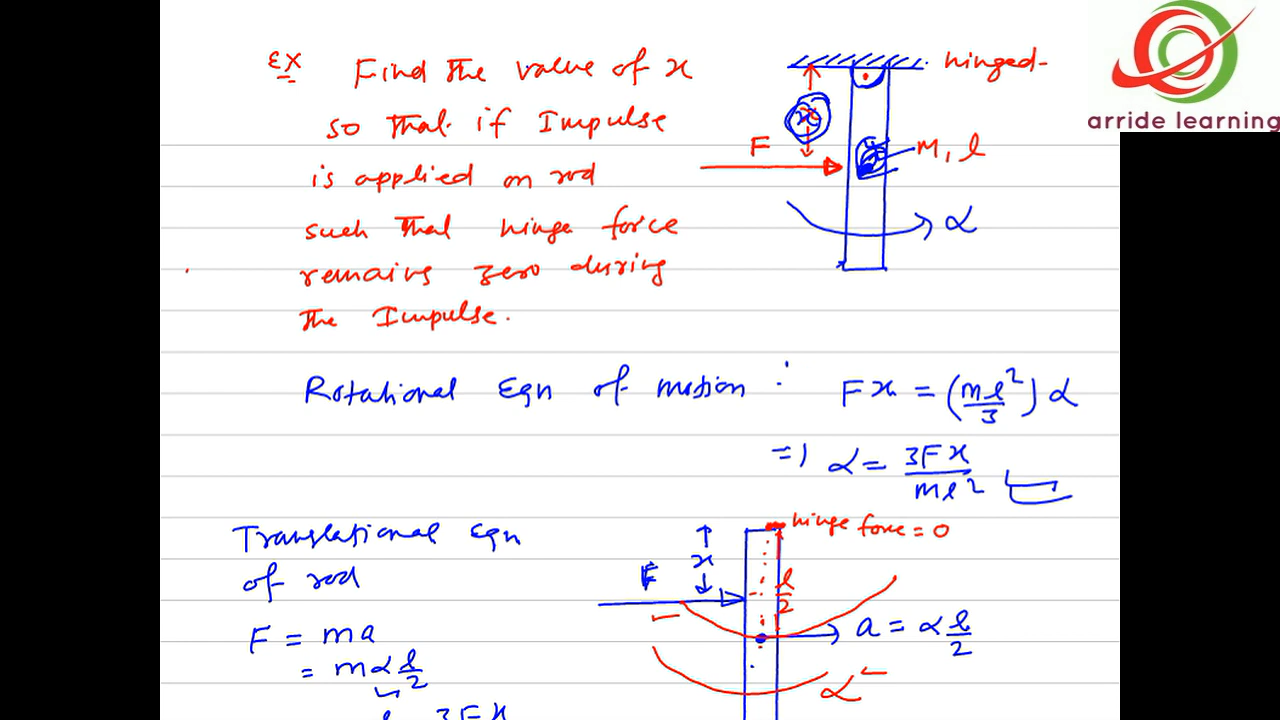 Ex Find the value of x
so that if Impulse
is applied on rod
such that hinge force
remains zero during
the Impulse.
hinged
x
F
M, l
α
arride learning
Rotational Eqn of motion : Fx = (ml²/3) α
=) α = 3Fx/ml²
Translational Eqn
of rod
F = ma
= mα l/2
hinge force = 0
x
F
l/2
a = α l/2
α
l 3Fx